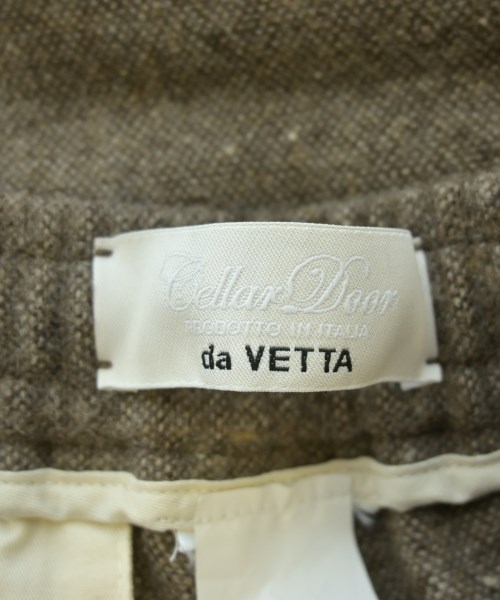 Cellar Door
PRODOTTO IN ITALIA
da VETTA